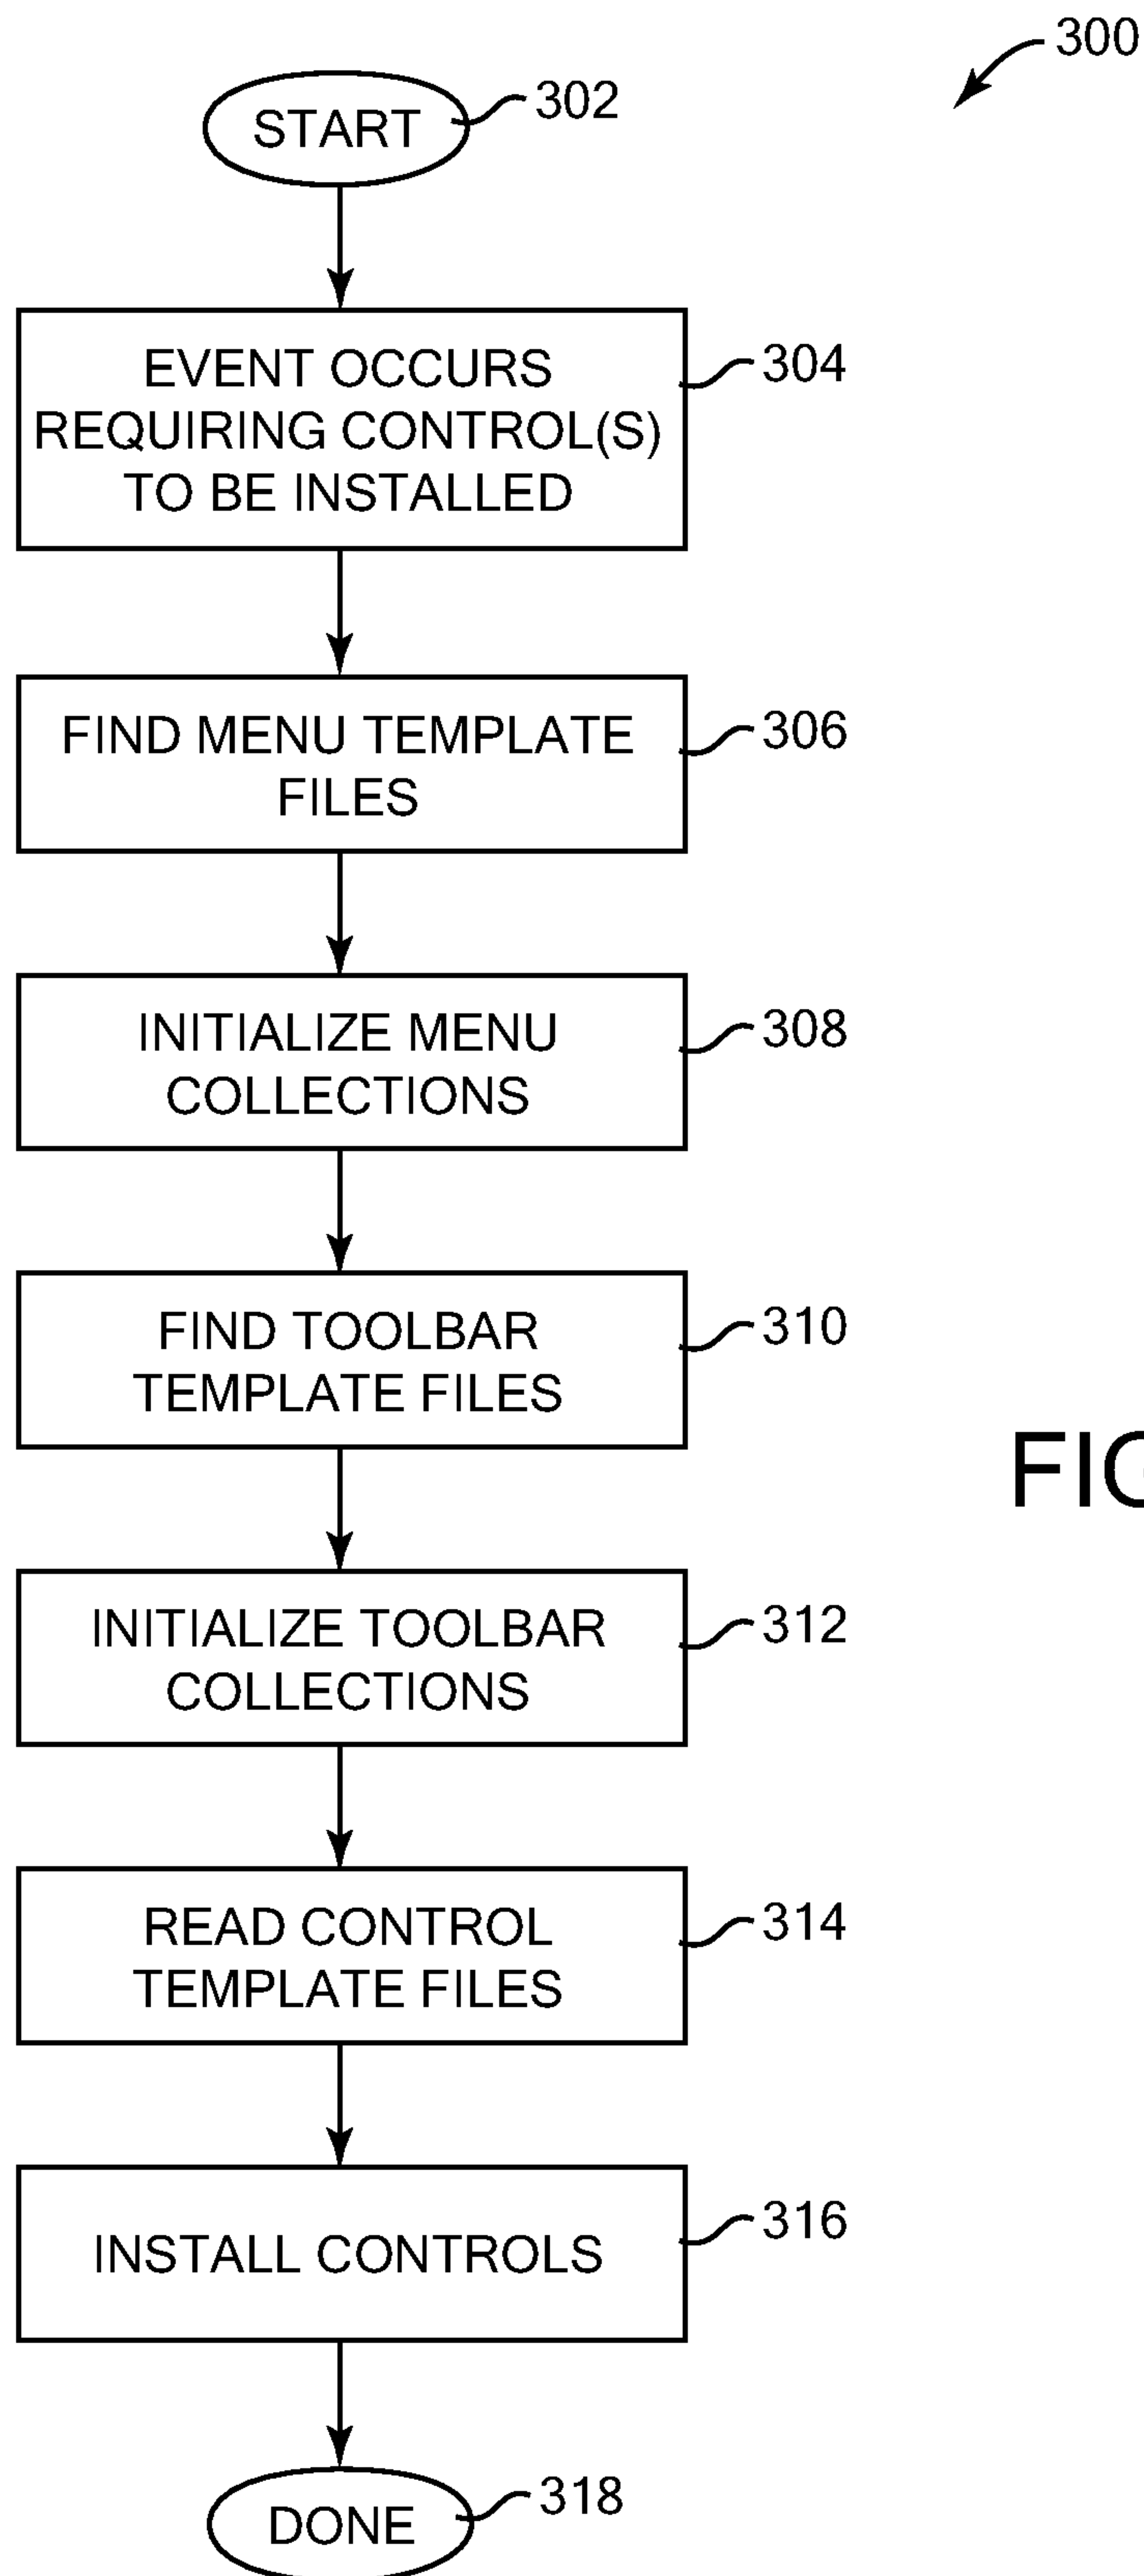 300
START
302
EVENT OCCURS
REQUIRING CONTROL(S)
TO BE INSTALLED
304
FIND MENU TEMPLATE
FILES
306
INITIALIZE MENU
COLLECTIONS
308
FIND TOOLBAR
TEMPLATE FILES
310
FIG
INITIALIZE TOOLBAR
COLLECTIONS
312
READ CONTROL
TEMPLATE FILES
314
INSTALL CONTROLS
316
DONE
318